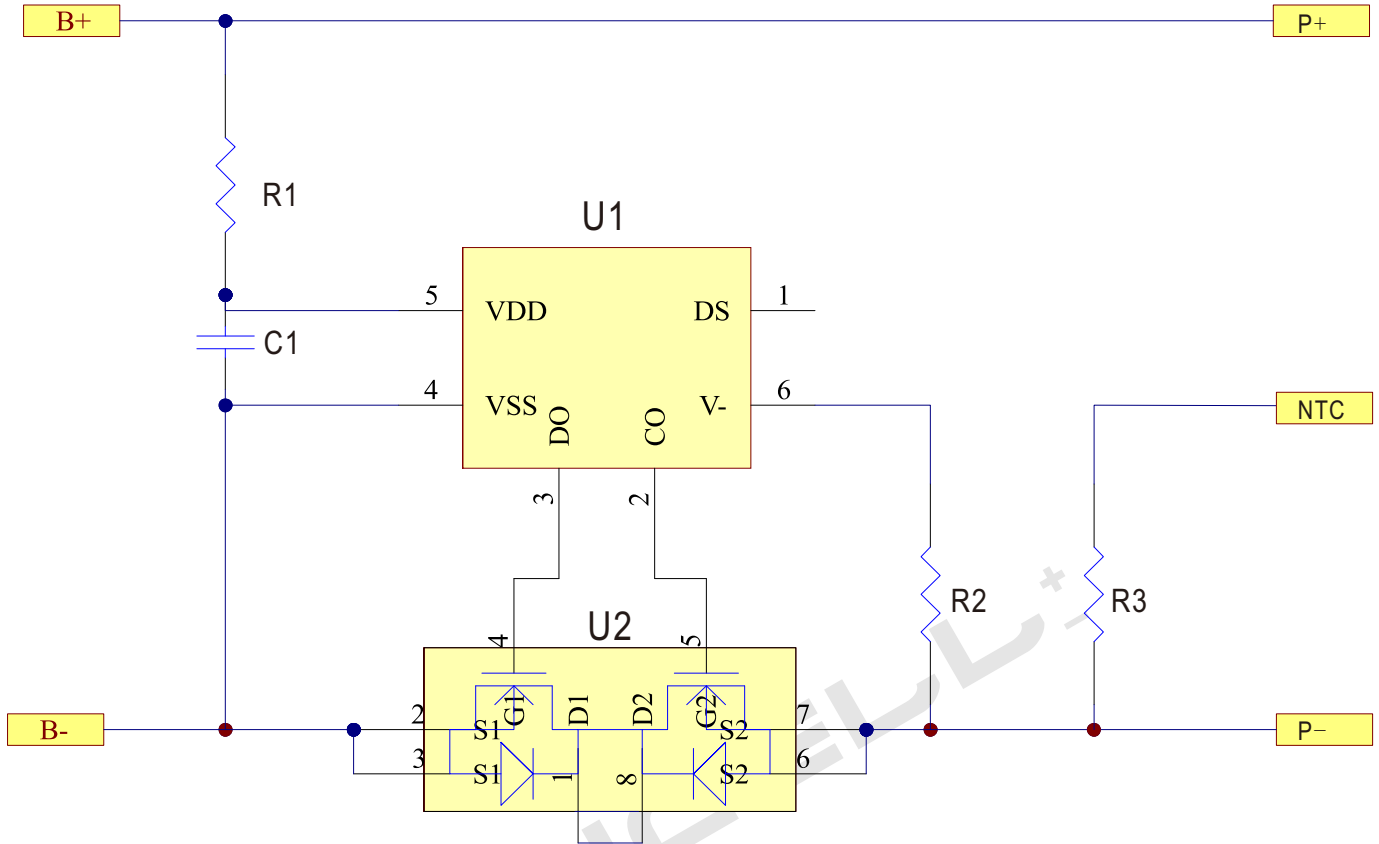 B+
P+
R1
U1
5
VDD
DS
1
C1
4
VSS
V-
6
DO
CO
NTC
3
2
R2
R3
U2
4
5
2
S1
G1
D1
D2
G2
S2
7
B-
P−
3
S1
1
8
S2
6